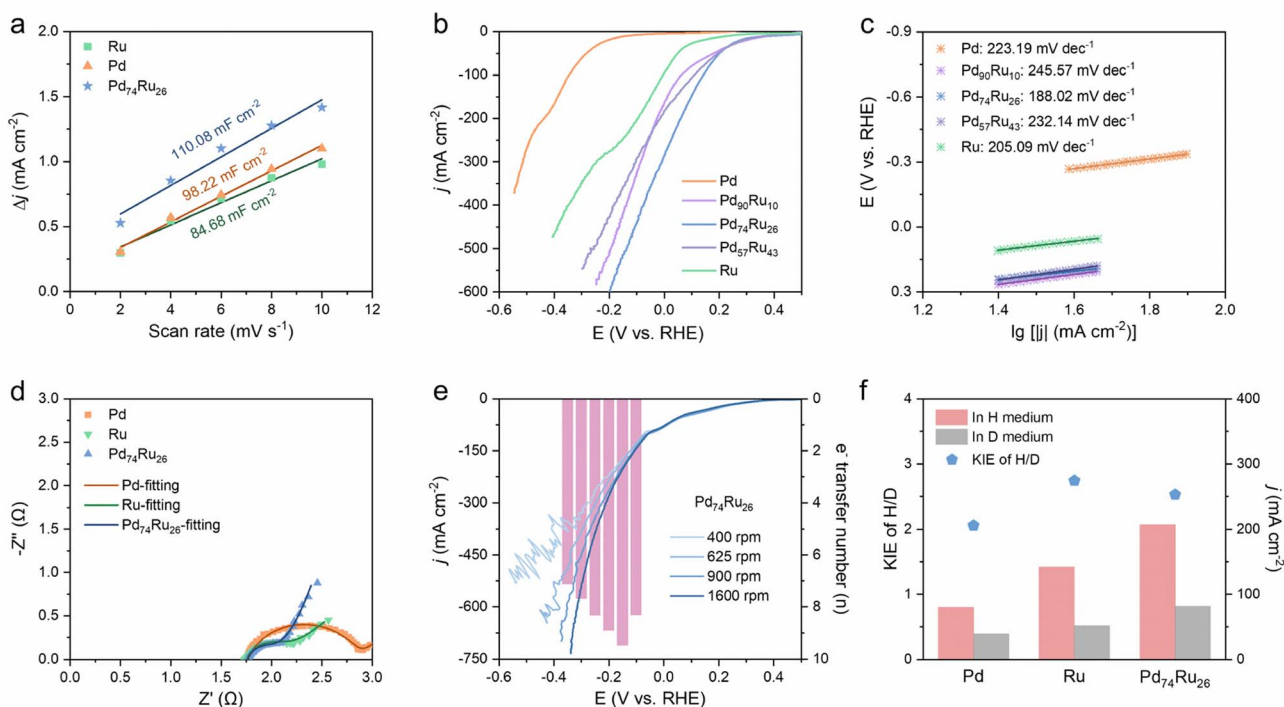 a
Ru
Pd
Pd₇₄Ru₂₆
110.08 mF cm⁻²
98.22 mF cm⁻²
84.68 mF cm⁻²
2.0
1.5
1.0
0.5
0.0
Δj (mA cm⁻²)
0 2 4 6 8 10 12
Scan rate (mV s⁻¹)
b
0
-100
-200
-300
-400
-500
-600
j (mA cm⁻²)
Pd
Pd₉₀Ru₁₀
Pd₇₄Ru₂₆
Pd₅₇Ru₄₃
Ru
-0.6 -0.4 -0.2 0.0 0.2 0.4
E (V vs. RHE)
c
-0.9
-0.6
-0.3
0.0
0.3
E (V vs. RHE)
Pd: 223.19 mV dec⁻¹
Pd₉₀Ru₁₀: 245.57 mV dec⁻¹
Pd₇₄Ru₂₆: 188.02 mV dec⁻¹
Pd₅₇Ru₄₃: 232.14 mV dec⁻¹
Ru: 205.09 mV dec⁻¹
1.2 1.4 1.6 1.8 2.0
lg [|j| (mA cm⁻²)]
d
3.0
2.5
2.0
1.5
1.0
0.5
0.0
-Z'' (Ω)
Pd
Ru
Pd₇₄Ru₂₆
Pd-fitting
Ru-fitting
Pd₇₄Ru₂₆-fitting
0.0 0.5 1.0 1.5 2.0 2.5 3.0
Z' (Ω)
e
0
-150
-300
-450
-600
-750
j (mA cm⁻²)
Pd₇₄Ru₂₆
400 rpm
625 rpm
900 rpm
1600 rpm
0
2
4
6
8
10
e⁻ transfer number (n)
-0.6 -0.4 -0.2 0.0 0.2 0.4
E (V vs. RHE)
f
4
3
2
1
0
KIE of H/D
In H medium
In D medium
KIE of H/D
400
300
200
100
0
j (mA cm⁻²)
Pd Ru Pd₇₄Ru₂₆